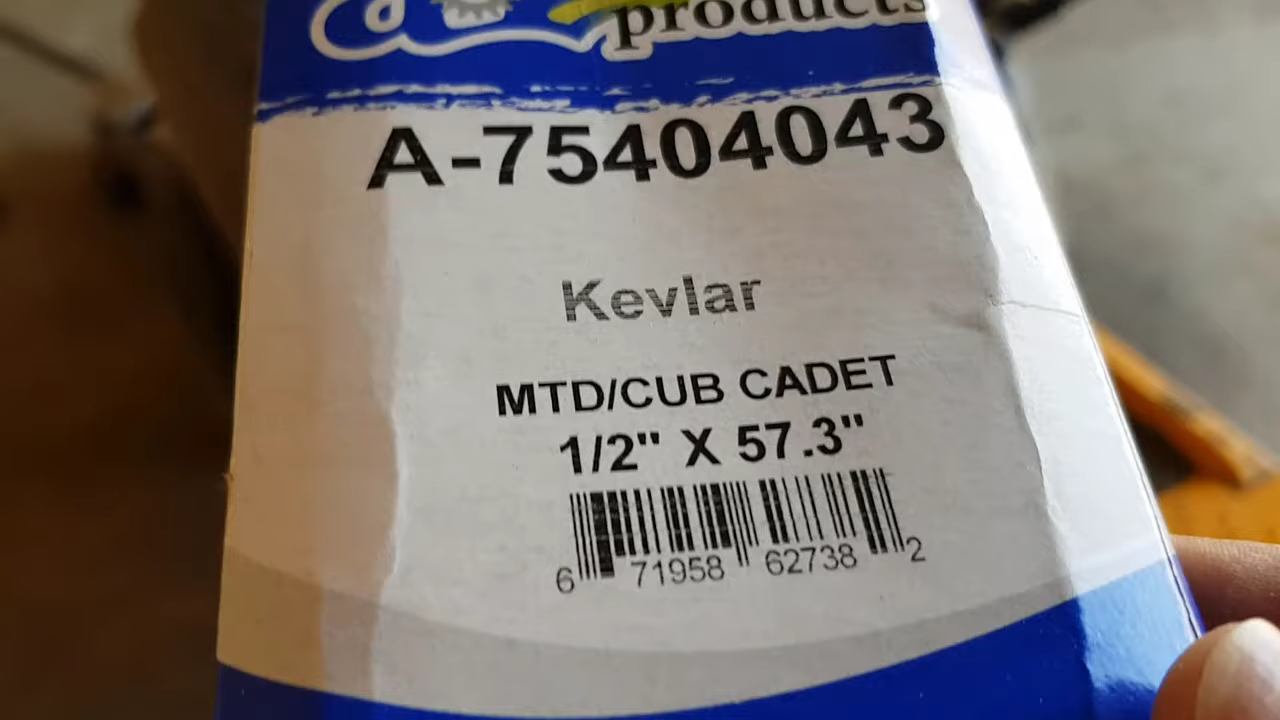 products
A-75404043
Kevlar
MTD/CUB CADET
1/2" X 57.3"
6 71958 62738 2